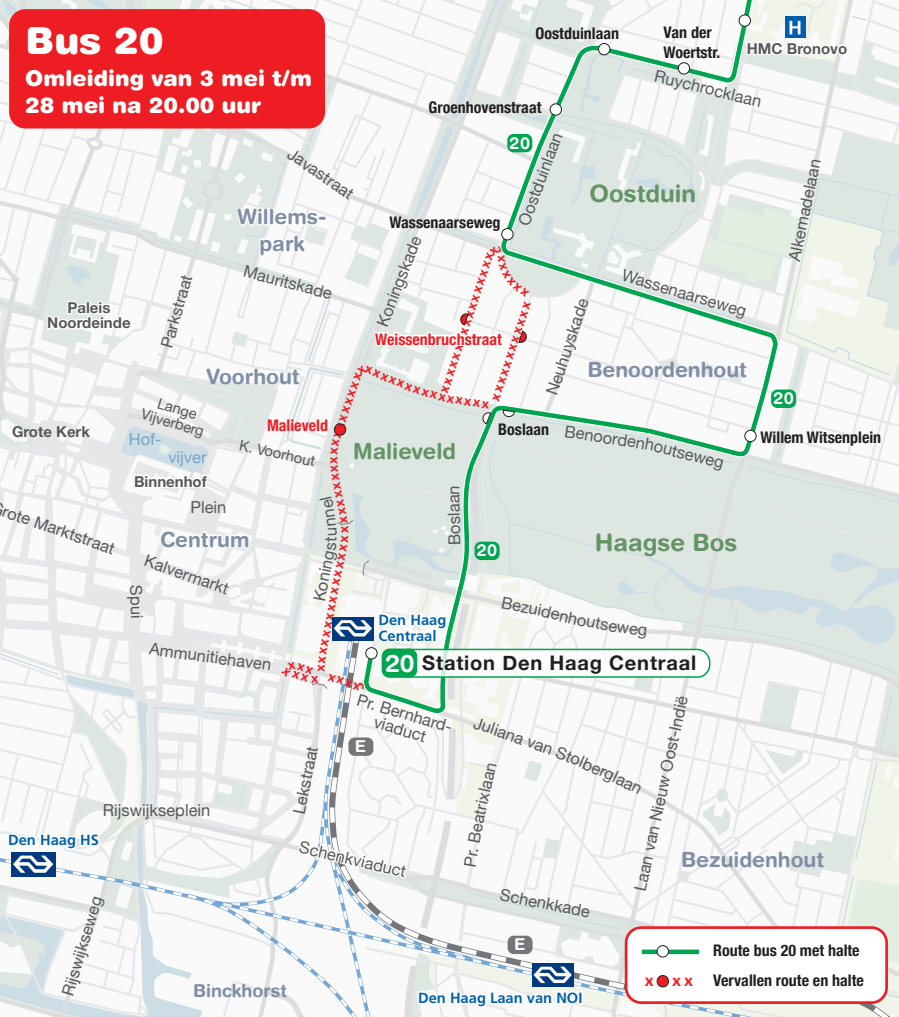 Bus 20
Omleiding van 3 mei t/m
28 mei na 20.00 uur
H
HMC Bronovo
Oostduinlaan
Van der
Woertstr.
Ruychrocklaan
Groenhovenstraat
20
Oostduinlaan
Oostduin
Alkemadelaan
Javastraat
Willems-
park
Wassenaarseweg
Koningskade
Mauritskade
Wassenaarseweg
Parkstraat
Paleis
Noordeinde
Weissenbruchstraat
Neuhuyskade
Benoordenhout
Voorhout
20
Lange
Vijverberg
Malieveld
Boslaan
Willem Witsenplein
Grote Kerk
Hof-
vijver
K. Voorhout
Malieveld
Benoordenhoutseweg
Binnenhof
Plein
Koningstunnel
Boslaan
Grote Marktstraat
Centrum
20
Haagse Bos
Kalvermarkt
Spui
Bezuidenhoutseweg
Den Haag
Centraal
Ammunitiehaven
20 Station Den Haag Centraal
Pr. Bernhard-
viaduct
Juliana van Stolberglaan
Laan van Nieuw Oost-Indië
E
Lekstraat
Pr. Beatrixlaan
Rijswijkseplein
Den Haag HS
Schenkviaduct
Bezuidenhout
Schenkkade
Rijswijkseweg
E
Binckhorst
Den Haag Laan van NOI
Route bus 20 met halte
x x x Vervallen route en halte